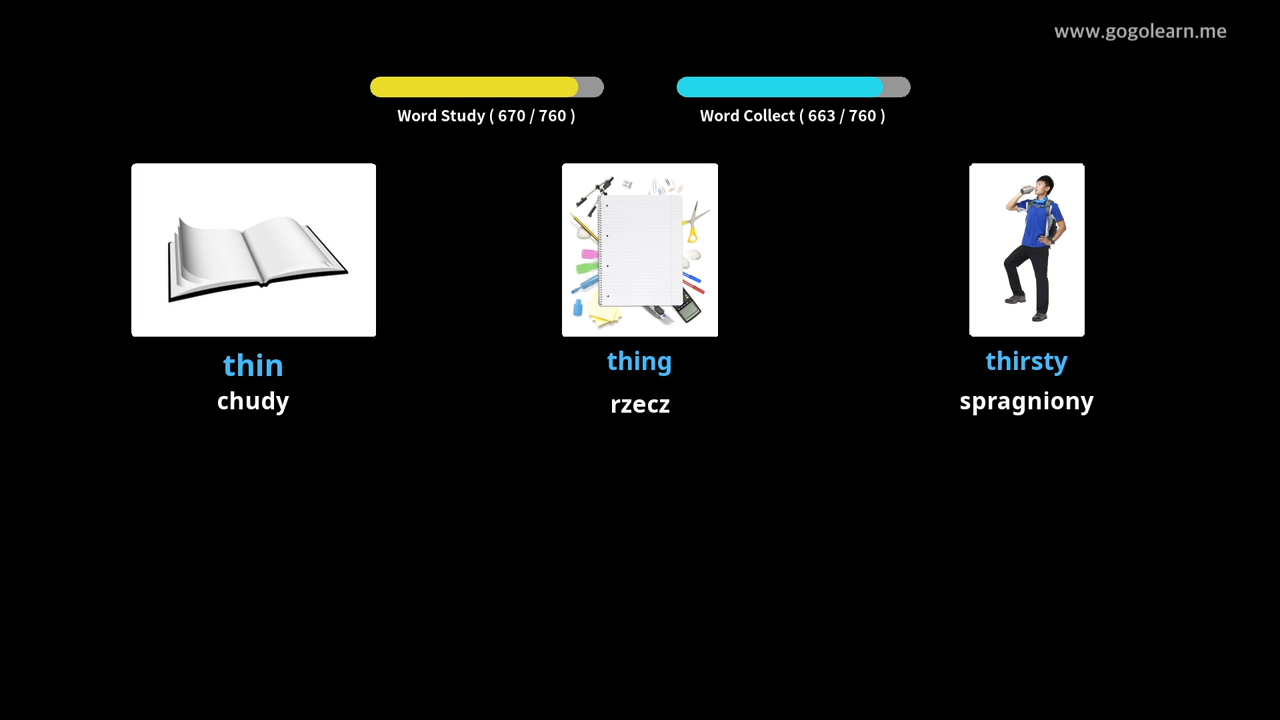 www.gogolearn.me
Word Study ( 670 / 760 )
Word Collect ( 663 / 760 )
thin
chudy
thing
rzecz
thirsty
spragniony